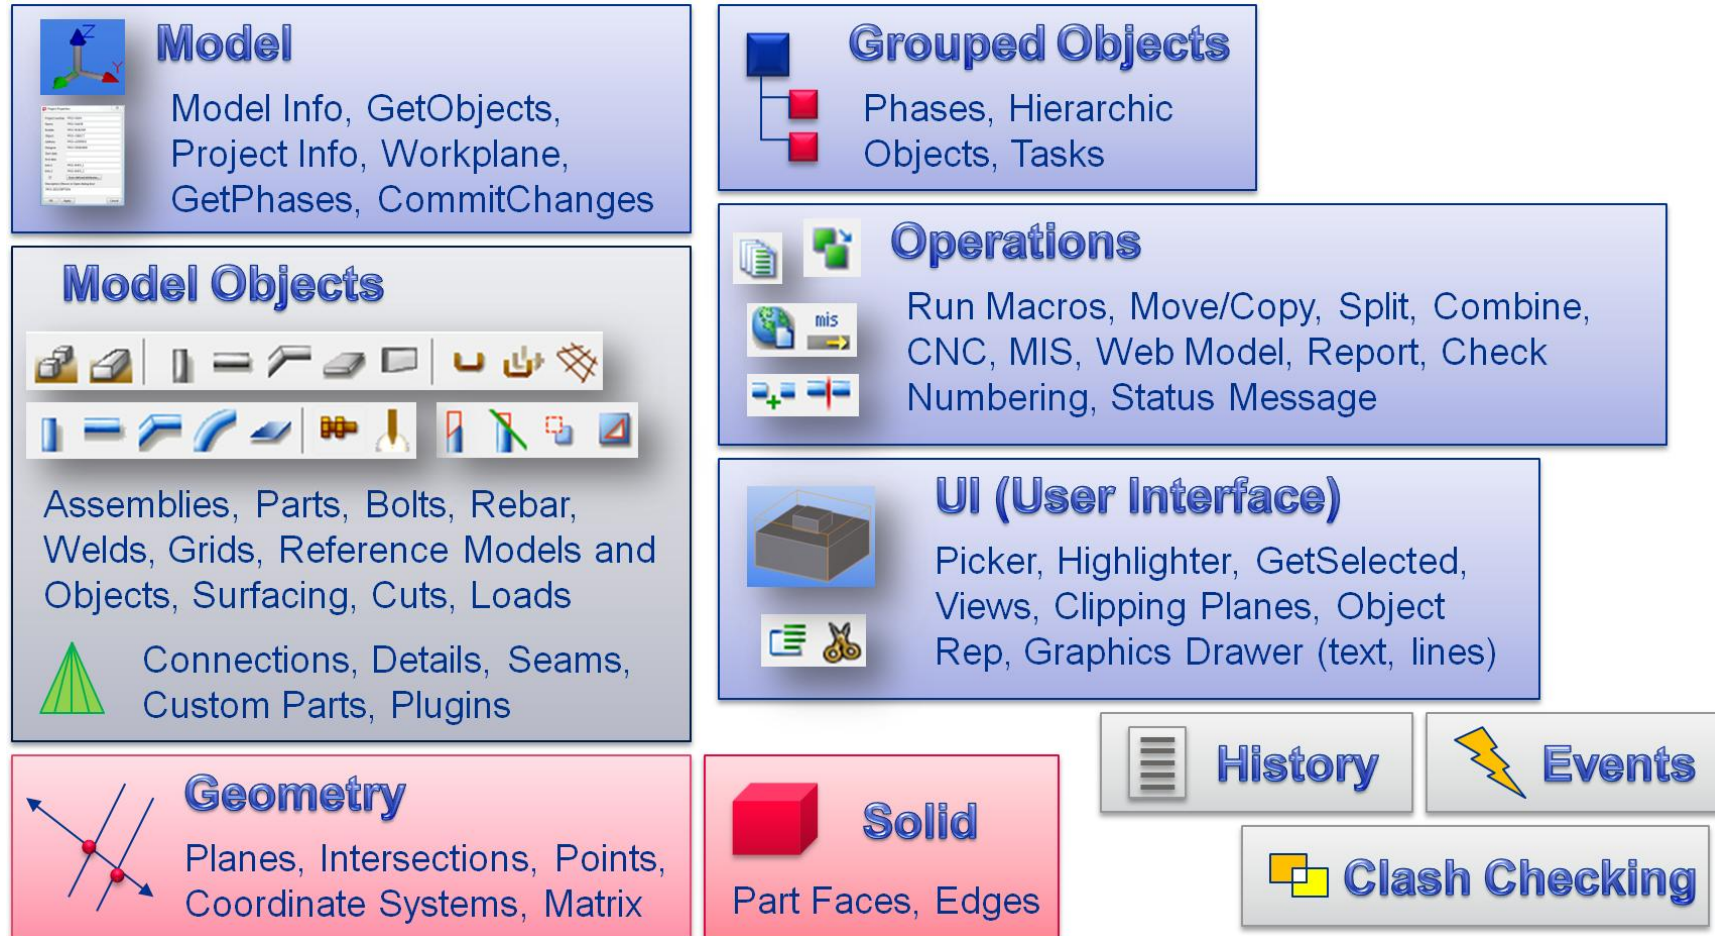 Model
Model Info, GetObjects,
Project Info, Workplane,
GetPhases, CommitChanges
Model Objects
Assemblies, Parts, Bolts, Rebar,
Welds, Grids, Reference Models and
Objects, Surfacing, Cuts, Loads
Connections, Details, Seams,
Custom Parts, Plugins
Geometry
Planes, Intersections, Points,
Coordinate Systems, Matrix
Grouped Objects
Phases, Hierarchic
Objects, Tasks
Operations
mis
Run Macros, Move/Copy, Split, Combine,
CNC, MIS, Web Model, Report, Check
Numbering, Status Message
UI (User Interface)
Picker, Highlighter, GetSelected,
Views, Clipping Planes, Object
Rep, Graphics Drawer (text, lines)
Solid
Part Faces, Edges
History
Events
Clash Checking
Z
Y